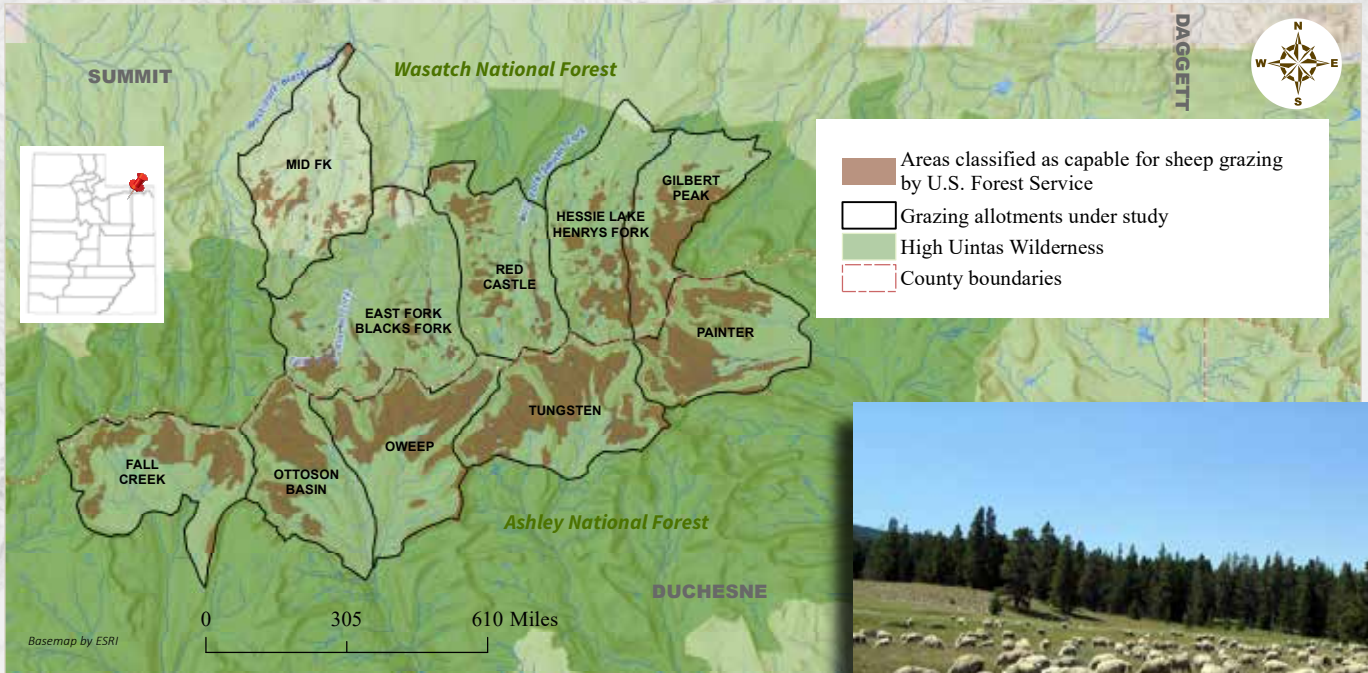 SUMMIT
Wasatch National Forest
DAGGETT
N
W E
S
MID FK
GILBERT
PEAK
HESSIE LAKE
HENRYS FORK
RED
CASTLE
EAST FORK
BLACKS FORK
PAINTER
TUNGSTEN
OWEEP
FALL
CREEK
OTTOSON
BASIN
Ashley National Forest
DUCHESNE
Areas classified as capable for sheep grazing
by U.S. Forest Service
Grazing allotments under study
High Uintas Wilderness
County boundaries
0 305 610 Miles
Basemap by ESRI